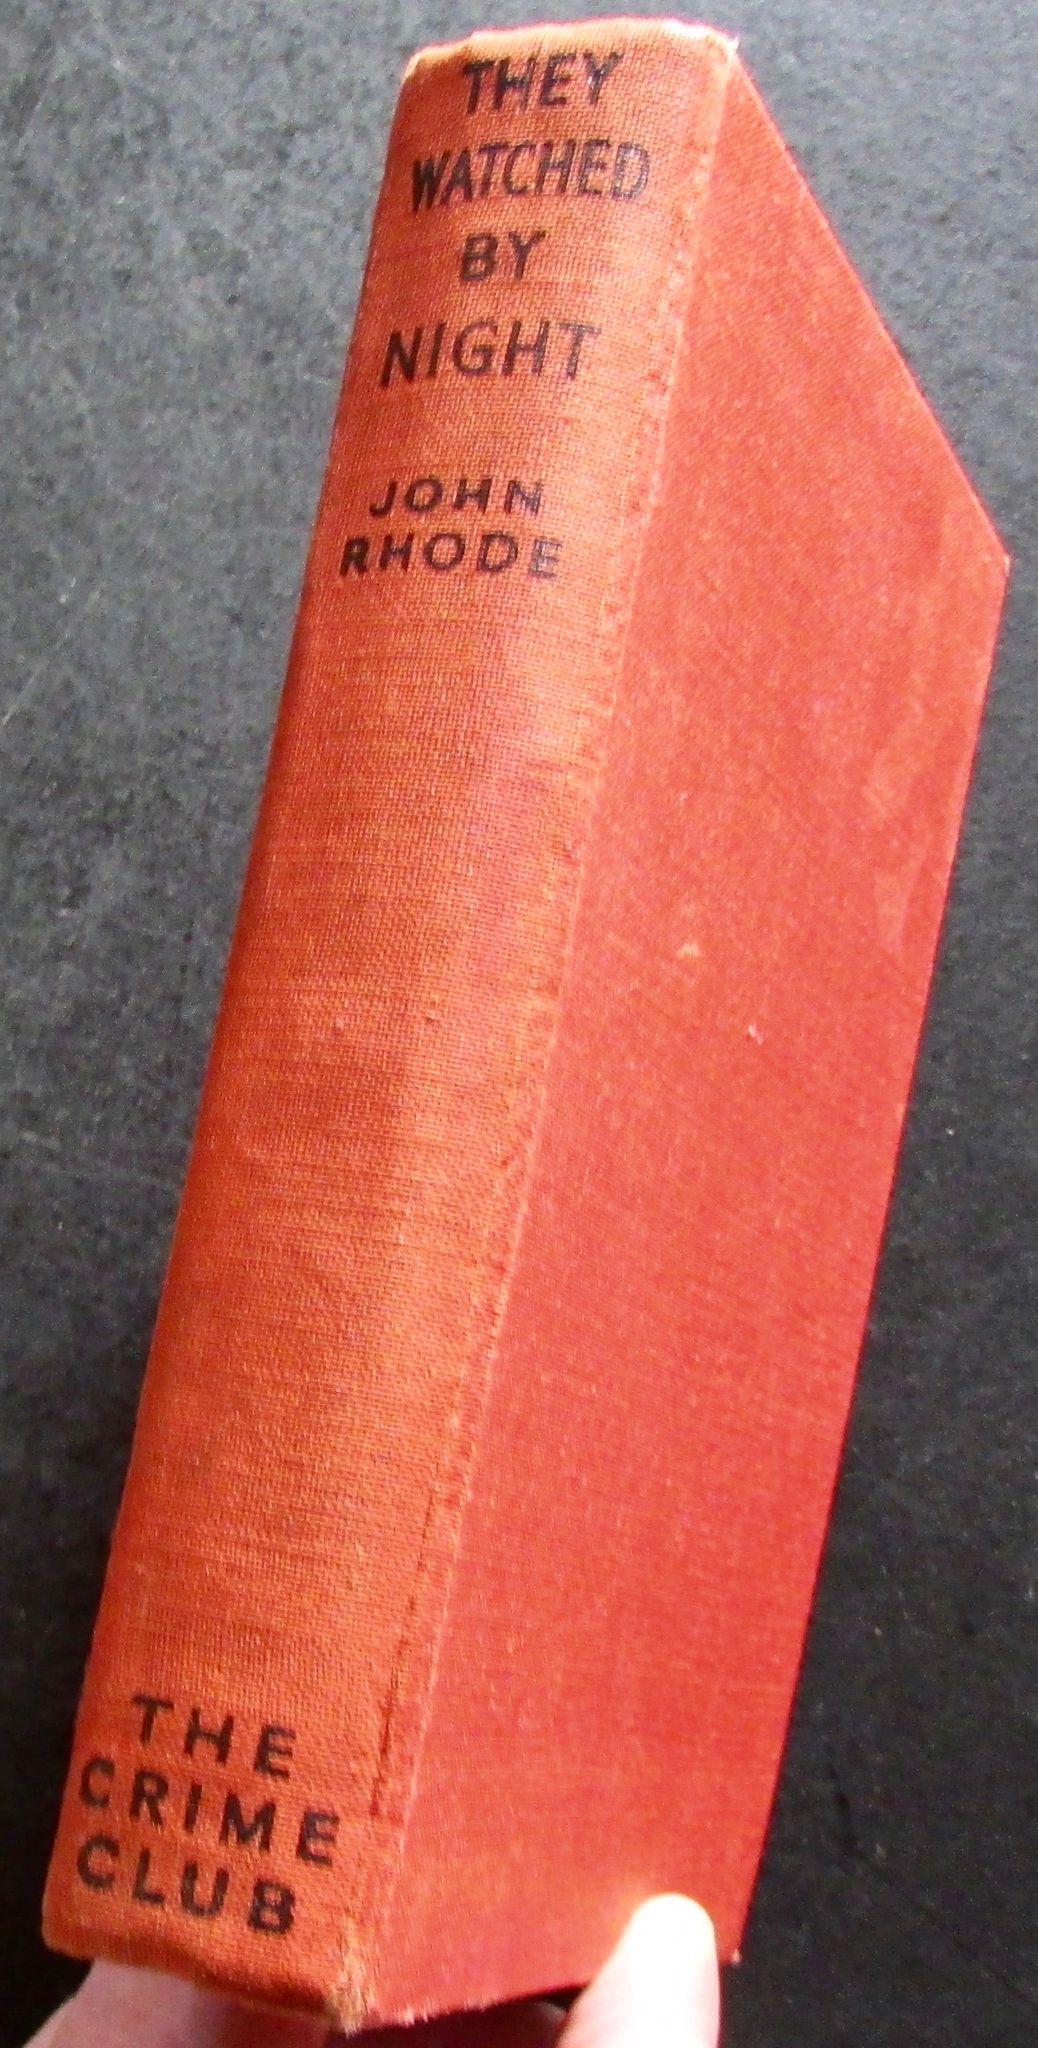 THEY
WATCHED
BY
NIGHT
JOHN
RHODE
THE
CRIME
CLUB